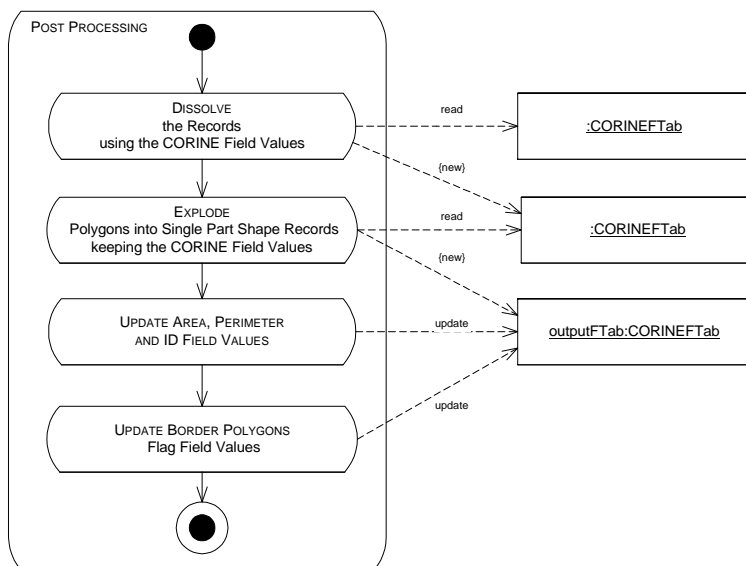 POST PROCESSING
DISSOLVE
the Records
using the CORINE Field Values
read
:CORINEFTab
{new}
EXPLODE
Polygons into Single Part Shape Records
keeping the CORINE Field Values
read
:CORINEFTab
{new}
UPDATE AREA, PERIMETER
AND ID FIELD VALUES
update
outputFTab:CORINEFTab
UPDATE BORDER POLYGONS
Flag Field Values
update